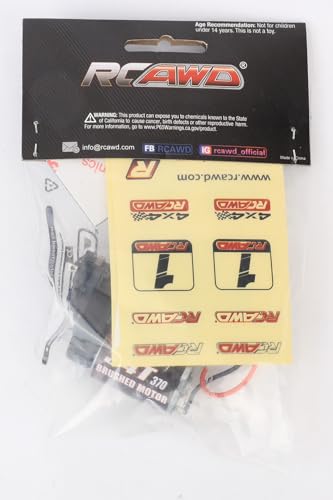 Age Recommendation: Not for children
under 14 years. This is not a toy.
RCAWD®
WARNING: This product can expose you to chemicals known to the State
of California to cause cancer, birth defects or other reproductive harm.
For more information, go to www.P65Warnings.ca.gov/product.
info@rcawd.com
FB RCAWD
IG rcawd_official
Made in China
R www.rcawd.com
4X4 RCAWD
RCAWD
RCAWD
RCAWD
RCAWD
RCAWD
RCAWD
RCAWD
370
BRUSHED MOTOR